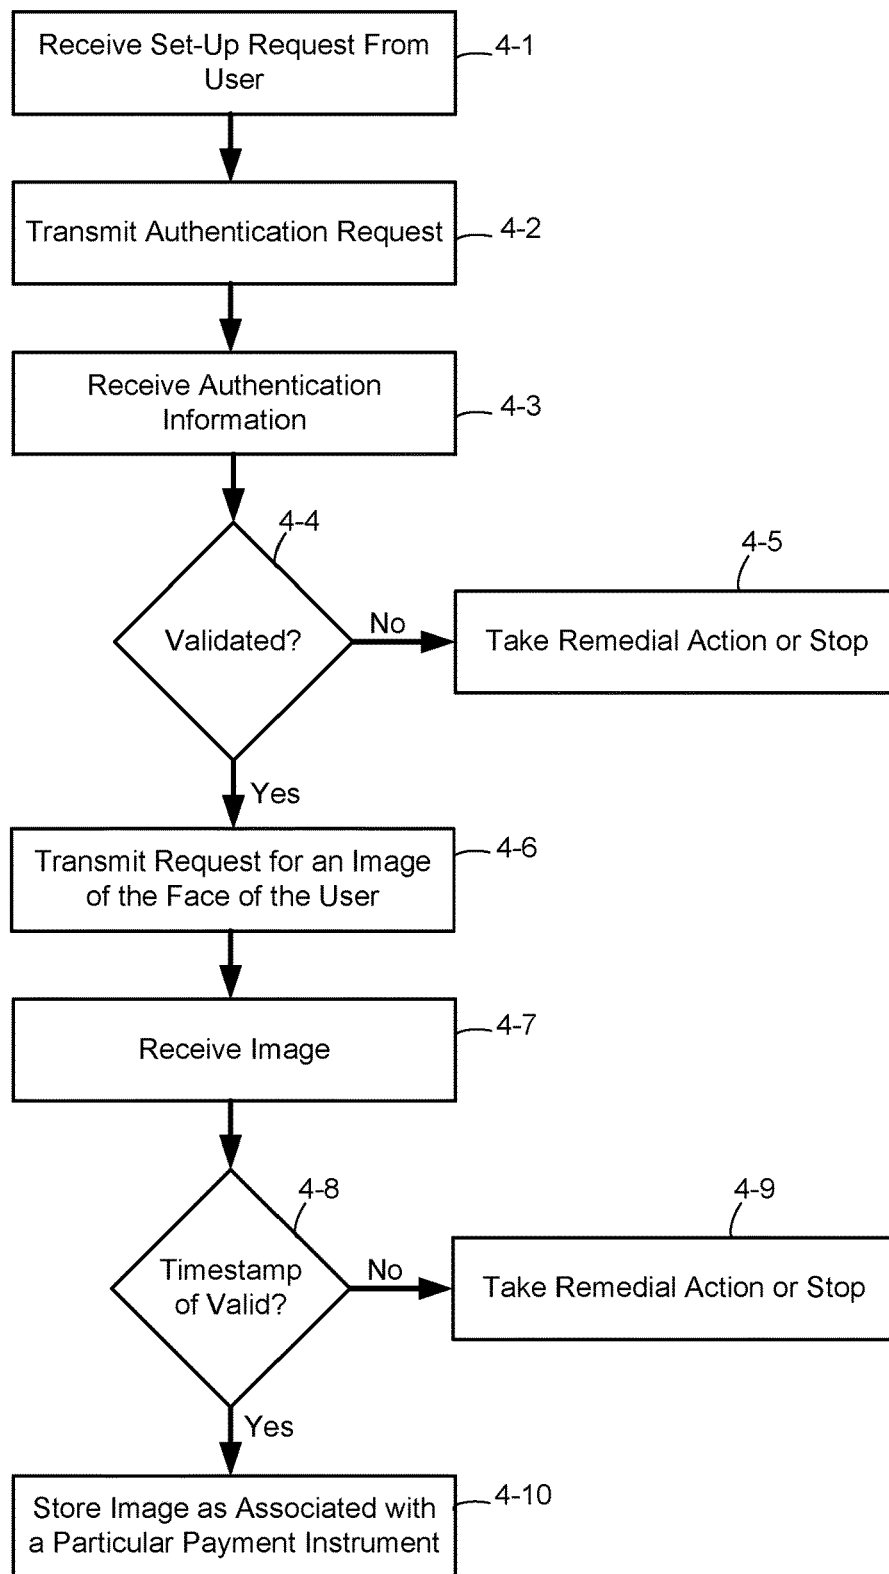 Receive Set-Up Request From
User
4-1
Transmit Authentication Request
4-2
Receive Authentication
Information
4-3
4-4
Validated?
No
4-5
Take Remedial Action or Stop
Yes
Transmit Request for an Image
of the Face of the User
4-6
Receive Image
4-7
4-8
Timestamp
of Valid?
No
4-9
Take Remedial Action or Stop
Yes
Store Image as Associated with
a Particular Payment Instrument
4-10